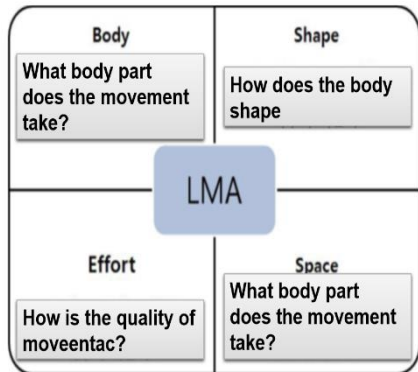 Body
What body part
does the movement
take?
Shape
How does the body
shape
LMA
Effort
How is the quality of
moveentac?
Space
What body part
does the movement
take?